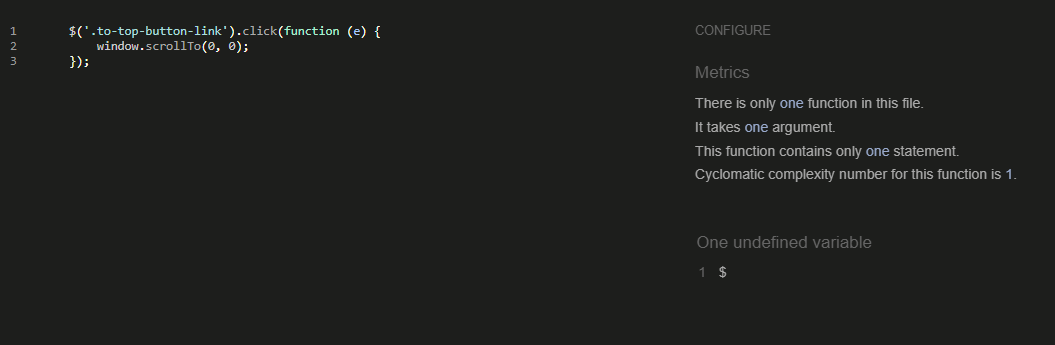 1 $('.to-top-button-link').click(function (e) {
2 window.scrollTo(0, 0);
3 });
CONFIGURE
Metrics
There is only one function in this file.
It takes one argument.
This function contains only one statement.
Cyclomatic complexity number for this function is 1.
One undefined variable
1 $